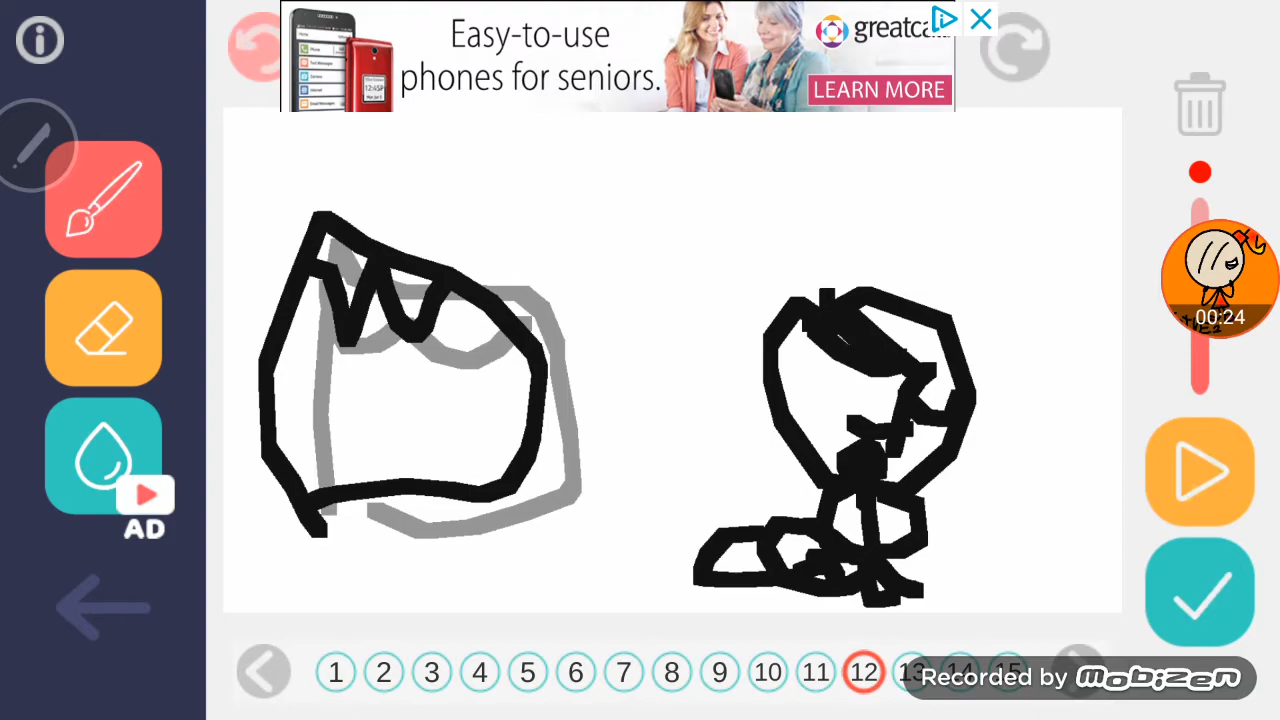 Easy-to-use
phones for seniors.
greatcall
LEARN MORE
00:24
AD
1 2 3 4 5 6 7 8 9 10 11 12 13 14 15
Recorded by mobizen